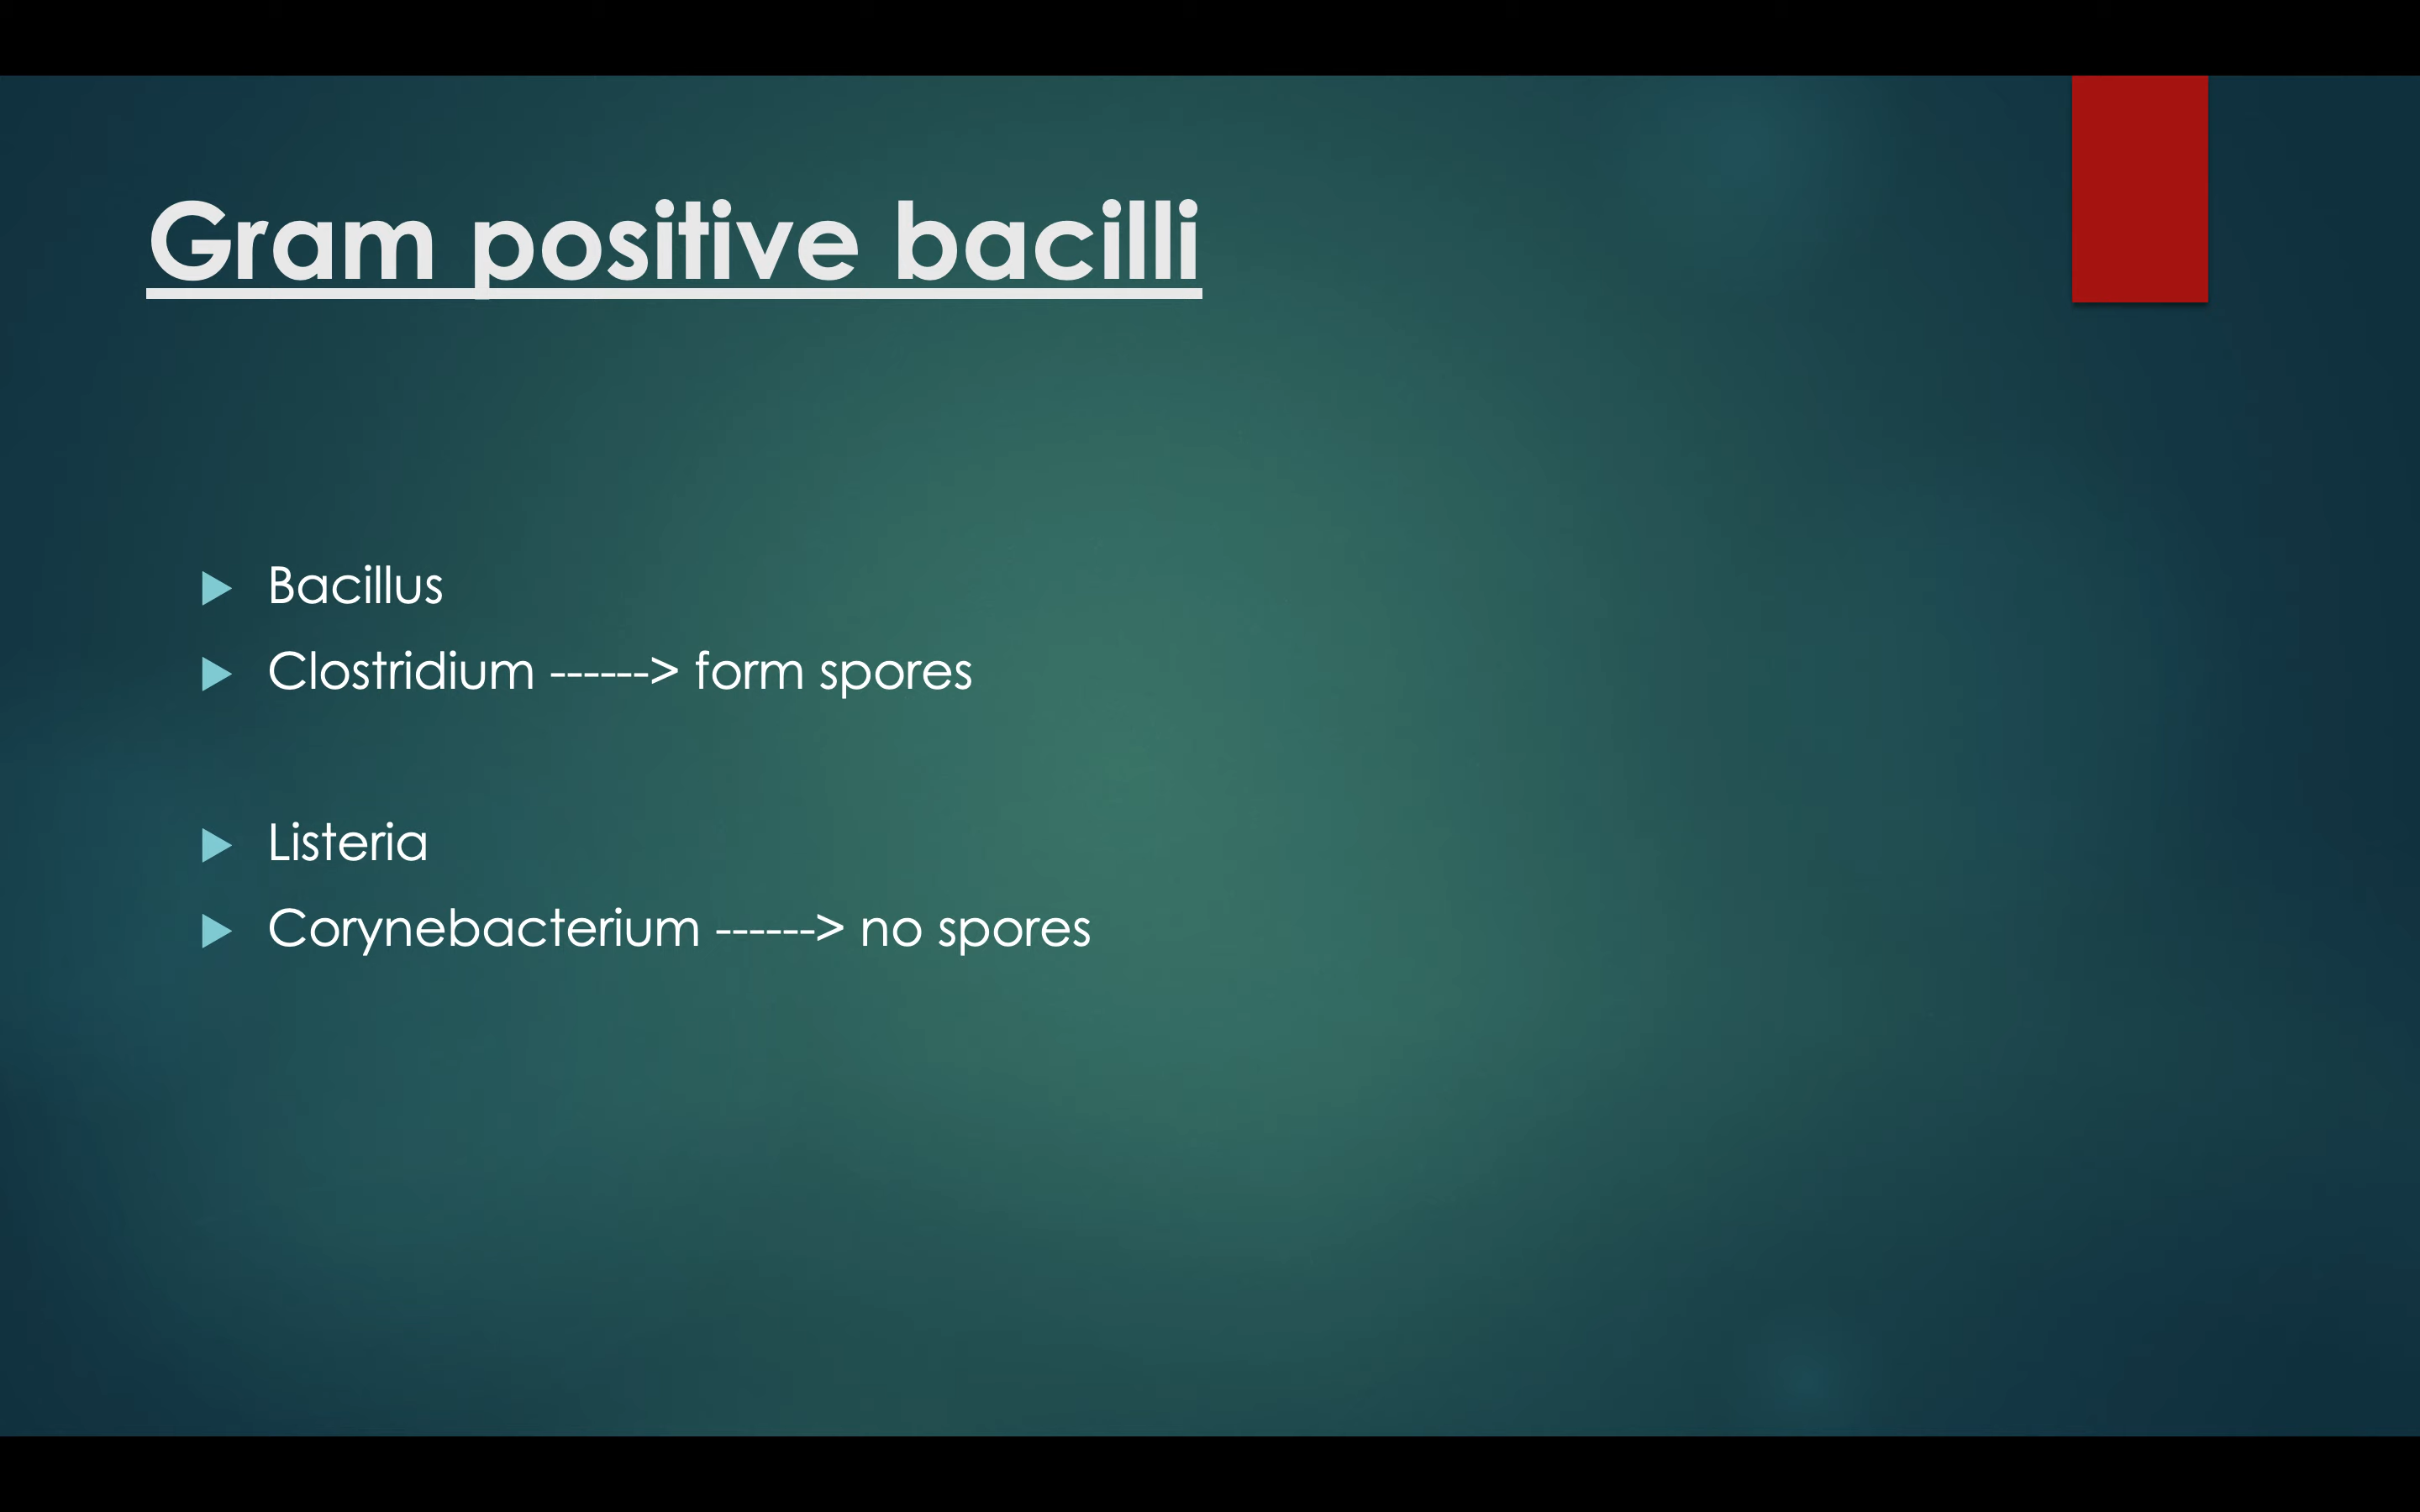 Gram positive bacilli
Bacillus
Clostridium ------> form spores
Listeria
Corynebacterium ------> no spores